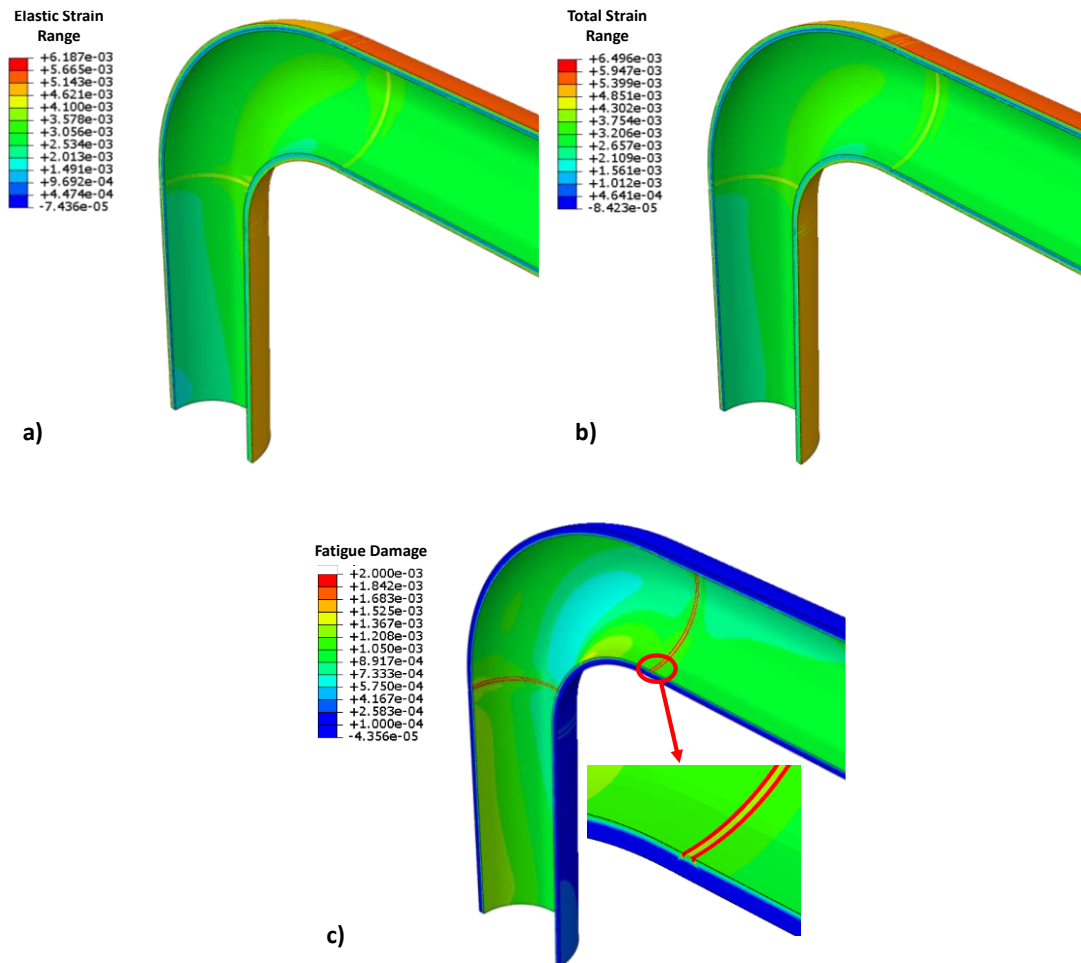 Elastic Strain
Range
+6.187e-03
+5.665e-03
+5.143e-03
+4.621e-03
+4.100e-03
+3.578e-03
+3.056e-03
+2.534e-03
+2.013e-03
+1.491e-03
+9.692e-04
+4.474e-04
-7.436e-05
a)
Total Strain
Range
+6.496e-03
+5.947e-03
+5.399e-03
+4.851e-03
+4.302e-03
+3.754e-03
+3.206e-03
+2.657e-03
+2.109e-03
+1.561e-03
+1.012e-03
+4.641e-04
-8.423e-05
b)
Fatigue Damage
+2.000e-03
+1.842e-03
+1.683e-03
+1.525e-03
+1.367e-03
+1.208e-03
+1.050e-03
+8.917e-04
+7.333e-04
+5.750e-04
+4.167e-04
+2.583e-04
+1.000e-04
-4.356e-05
c)